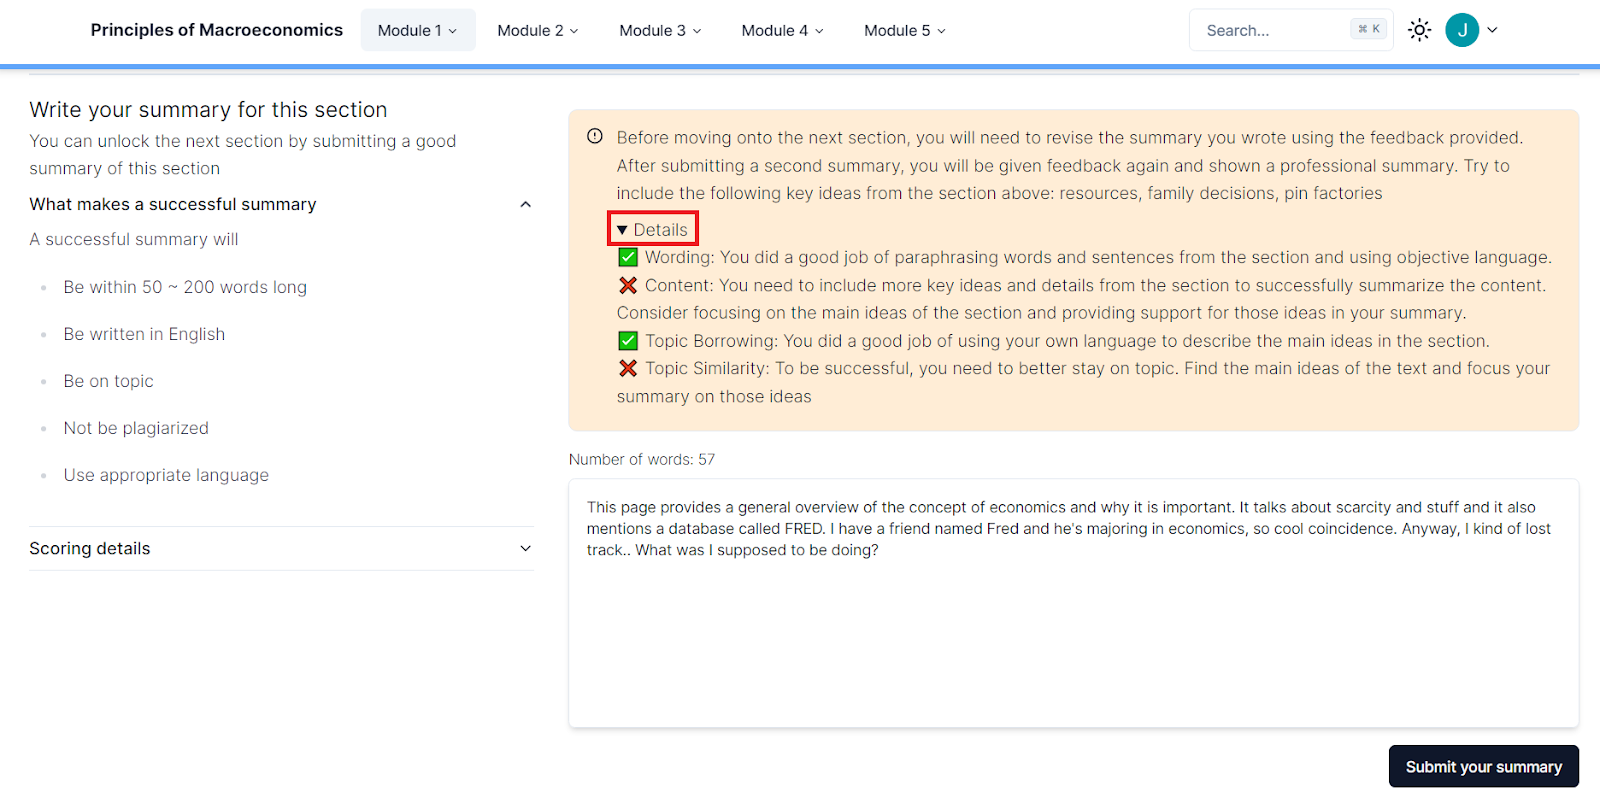 Principles of Macroeconomics Module 1 Module 2 Module 3 Module 4 Module 5 Search... ⌘ K J
Write your summary for this section
You can unlock the next section by submitting a good
summary of this section
What makes a successful summary
A successful summary will
Be within 50 ~ 200 words long
Be written in English
Be on topic
Not be plagiarized
Use appropriate language
Scoring details
Before moving onto the next section, you will need to revise the summary you wrote using the feedback provided.
After submitting a second summary, you will be given feedback again and shown a professional summary. Try to
include the following key ideas from the section above: resources, family decisions, pin factories
Details
Wording: You did a good job of paraphrasing words and sentences from the section and using objective language.
Content: You need to include more key ideas and details from the section to successfully summarize the content.
Consider focusing on the main ideas of the section and providing support for those ideas in your summary.
Topic Borrowing: You did a good job of using your own language to describe the main ideas in the section.
Topic Similarity: To be successful, you need to better stay on topic. Find the main ideas of the text and focus your
summary on those ideas
Number of words: 57
This page provides a general overview of the concept of economics and why it is important. It talks about scarcity and stuff and it also
mentions a database called FRED. I have a friend named Fred and he's majoring in economics, so cool coincidence. Anyway, I kind of lost
track.. What was I supposed to be doing?
Submit your summary